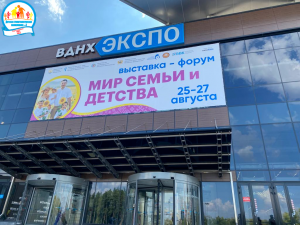 ВДНХ ЭКСПО
выставка – форум
МИР СЕМЬИ и
ДЕТСТВА
25-27
августа